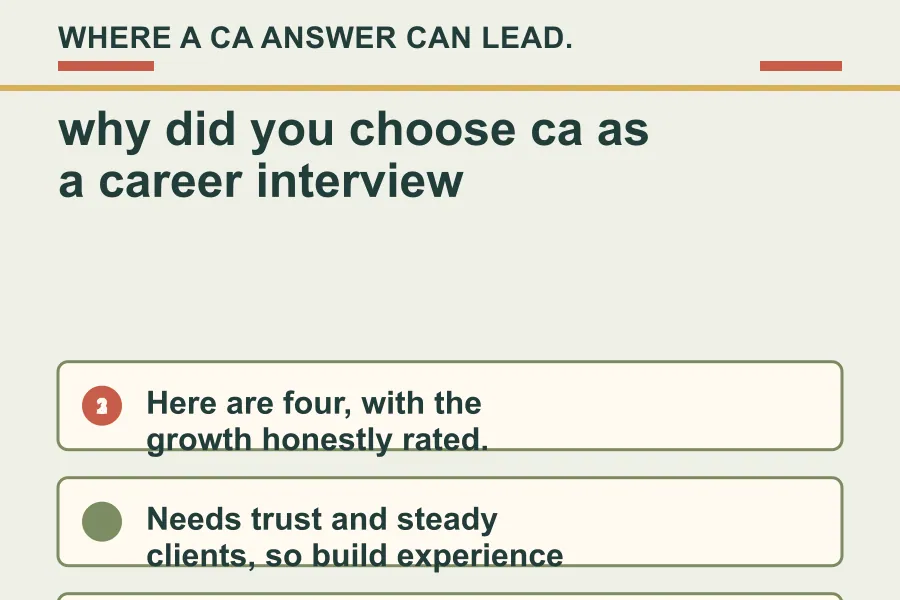 WHERE A CA ANSWER CAN LEAD.
why did you choose ca as
a career interview
Here are four, with the
growth honestly rated.
Needs trust and steady
clients, so build experience